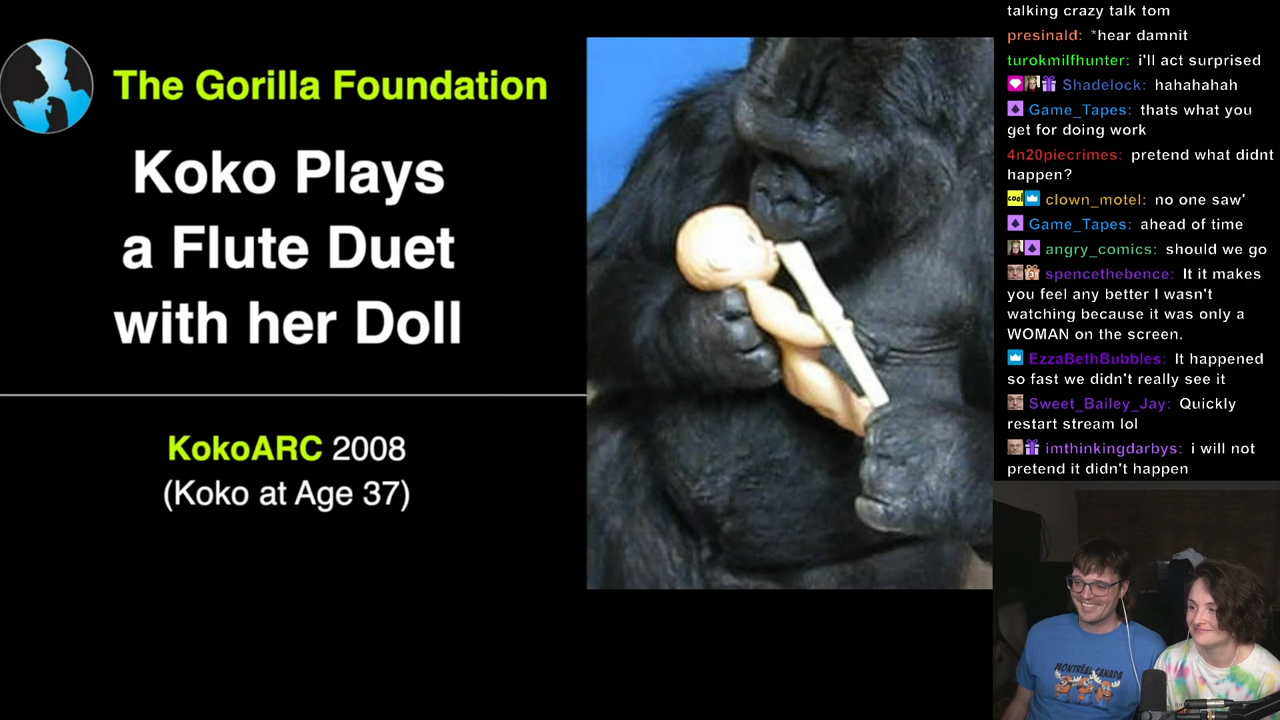 The Gorilla Foundation
Koko Plays
a Flute Duet
with her Doll
KokoARC 2008
(Koko at Age 37)
talking crazy talk tom
presinald: *hear damnit
turokmilfhunter: i'll act surprised
Shadelock: hahahahah
Game_Tapes: thats what you
get for doing work
4n20piecrimes: pretend what didnt
happen?
cool clown_motel: no one saw'
Game_Tapes: ahead of time
angry_comics: should we go
spencethebence: It it makes
you feel any better I wasn't
watching because it was only a
WOMAN on the screen.
EzzaBethBubbles: It happened
so fast we didn't really see it
Sweet_Bailey_Jay: Quickly
restart stream lol
imthinkingdarbys: i will not
pretend it didn't happen
MONTRÉAL CANADA